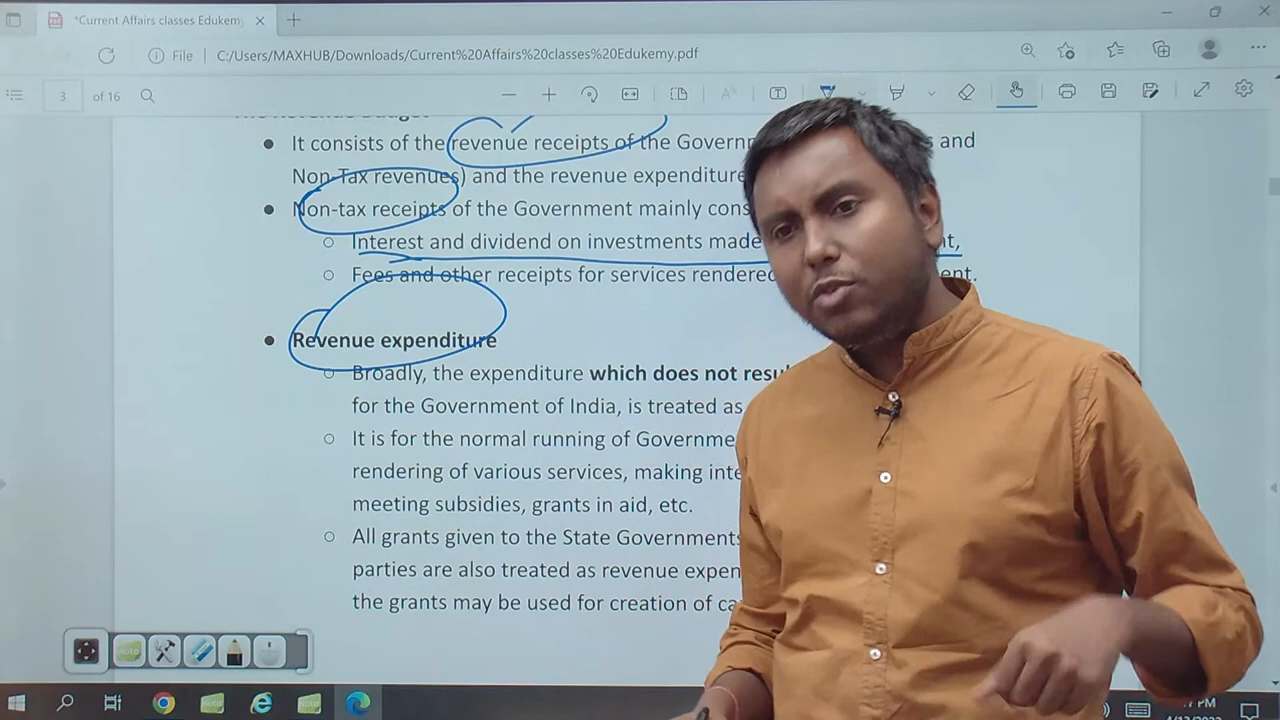 *Current Affairs classes Edukem
File C:/Users/MAXHUB/Downloads/Current%20Affairs%20classes%20Edukemy.pdf
3 of 16
It consists of the revenue receipts of the Governm and
Non-Tax revenues) and the revenue expenditure
Non-tax receipts of the Government mainly cons
Interest and dividend on investments made t,
Fees and other receipts for services rendered ent.
Revenue expenditure
Broadly, the expenditure which does not resul
for the Government of India, is treated as
It is for the normal running of Governme
rendering of various services, making inte
meeting subsidies, grants in aid, etc.
All grants given to the State Governments
parties are also treated as revenue expen
the grants may be used for creation of ca
note
PM